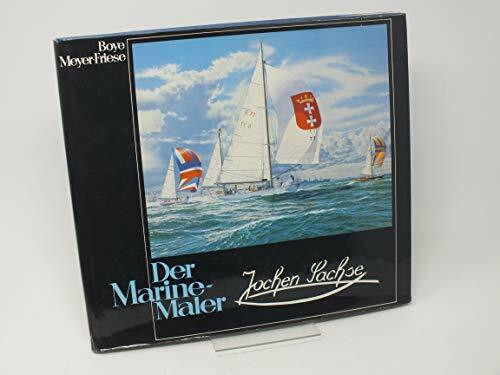 Boye
Meyer-Friese
Der
Marine-
Maler
Jochen Sachse